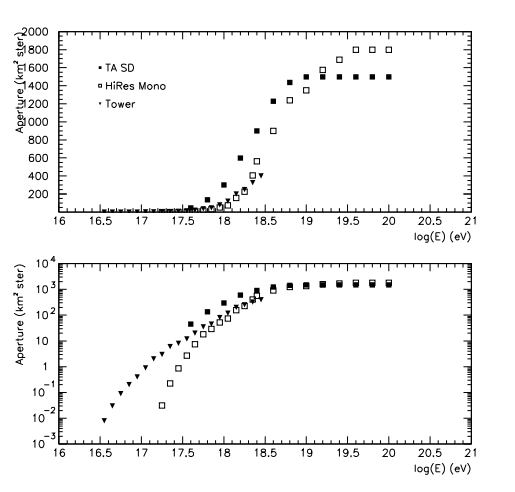 Aperture (km² ster)
2000
1800
1600
1400
1200
1000
800
600
400
200
TA SD
HiRes Mono
Tower
16 16.5 17 17.5 18 18.5 19 19.5 20 20.5 21
log(E) (eV)
Aperture (km² ster)
10⁴
10³
10²
10
1
10⁻¹
10⁻²
10⁻³
16 16.5 17 17.5 18 18.5 19 19.5 20 20.5 21
log(E) (eV)